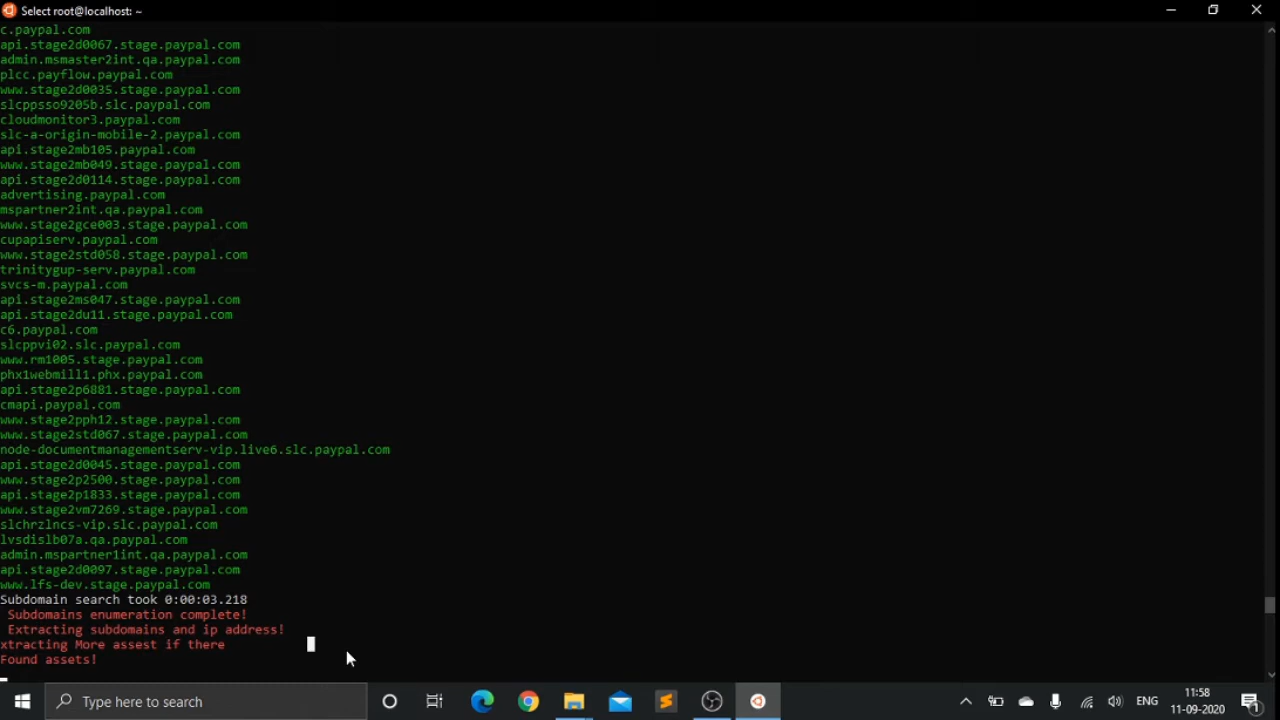 Select root@localhost: ~
c.paypal.com
api.stage2d0067.stage.paypal.com
admin.msmaster2int.qa.paypal.com
plcc.payflow.paypal.com
www.stage2d0035.stage.paypal.com
slcppsso9205b.slc.paypal.com
cloudmonitor3.paypal.com
slc-a-origin-mobile-2.paypal.com
api.stage2mb105.stage.paypal.com
www.stage2mb049.stage.paypal.com
api.stage2d0114.stage.paypal.com
advertising.paypal.com
mspartner2int.qa.paypal.com
www.stage2gce003.stage.paypal.com
cupapiserv.paypal.com
www.stage2std058.stage.paypal.com
trinitygup-serv.paypal.com
svcs-m.paypal.com
api.stage2ms047.stage.paypal.com
api.stage2du11.stage.paypal.com
c6.paypal.com
slcppvi02.slc.paypal.com
www.rm1005.stage.paypal.com
phx1webmill1.phx.paypal.com
api.stage2p6881.stage.paypal.com
cmapi.paypal.com
www.stage2pph12.stage.paypal.com
www.stage2std067.stage.paypal.com
node-documentmanagementserv-vip.live6.slc.paypal.com
api.stage2d0045.stage.paypal.com
www.stage2p2500.stage.paypal.com
api.stage2p1833.stage.paypal.com
www.stage2vm7269.stage.paypal.com
slchrzlncs-vip.slc.paypal.com
lvsdislb07a.qa.paypal.com
admin.mspartner1int.qa.paypal.com
api.stage2d0097.stage.paypal.com
www.lfs-dev.stage.paypal.com
Subdomain search took 0:00:03.218
Subdomains enumeration complete!
Extracting subdomains and ip address!
xtracting More assest if there
Found assets!
Type here to search
ENG
11:58
11-09-2020
1